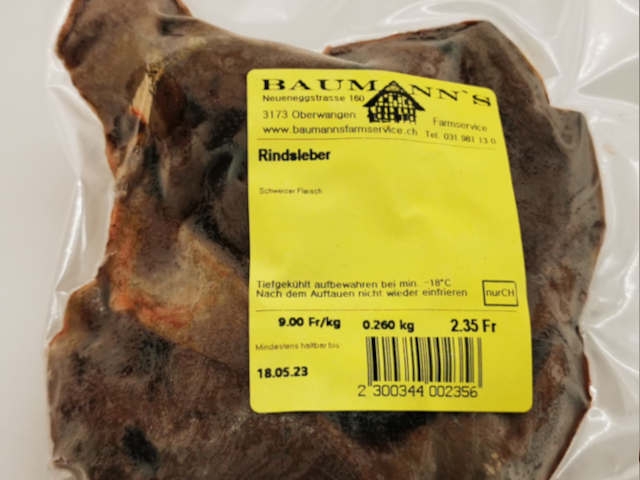 BAUMANN`S
Neueneggstrasse 160
3173 Oberwangen
Farmservice
www.baumannsfarmservice.ch Tel. 031 981 13 0
Rindsleber
Schweizer Fleisch
Tiefgekühlt aufbewahren bei min. -18°C
Nach dem Auftauen nicht wieder einfrieren
nurCH
9.00 Fr/kg 0.260 kg 2.35 Fr
Mindestens haltbar bis
18.05.23
2 300344 002356